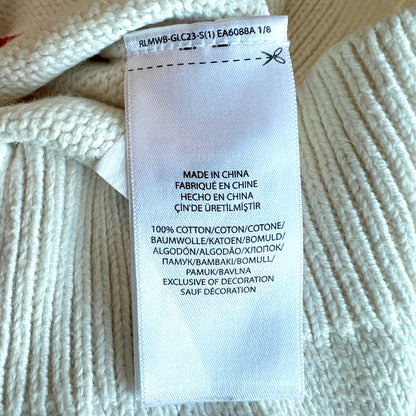 RLMWB-GLC23-S(1) EA6088A 1/8
MADE IN CHINA
FABRIQUÉ EN CHINE
HECHO EN CHINA
ÇİN'DE ÜRETİLMİŞTİR
100% COTTON/COTON/COTONE/
BAUMWOLLE/KATOEN/BOMULD/
ALGODÓN/ALGODÃO/ХЛОПОК/
ПАМУК/BAMBAKI/BOMULL/
PAMUK/BAVLNA
EXCLUSIVE OF DECORATION
SAUF DÉCORATION